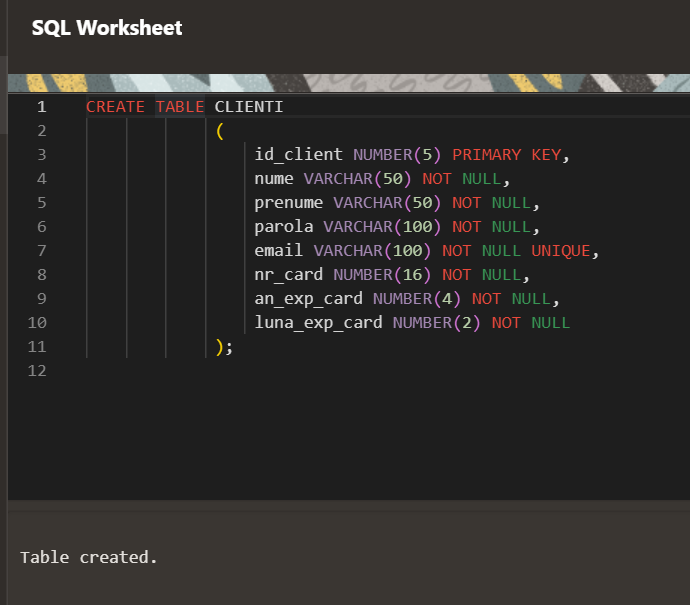 SQL Worksheet
1 CREATE TABLE CLIENTI
2 (
3 id_client NUMBER(5) PRIMARY KEY,
4 nume VARCHAR(50) NOT NULL,
5 prenume VARCHAR(50) NOT NULL,
6 parola VARCHAR(100) NOT NULL,
7 email VARCHAR(100) NOT NULL UNIQUE,
8 nr_card NUMBER(16) NOT NULL,
9 an_exp_card NUMBER(4) NOT NULL,
10 luna_exp_card NUMBER(2) NOT NULL
11 );
12
Table created.